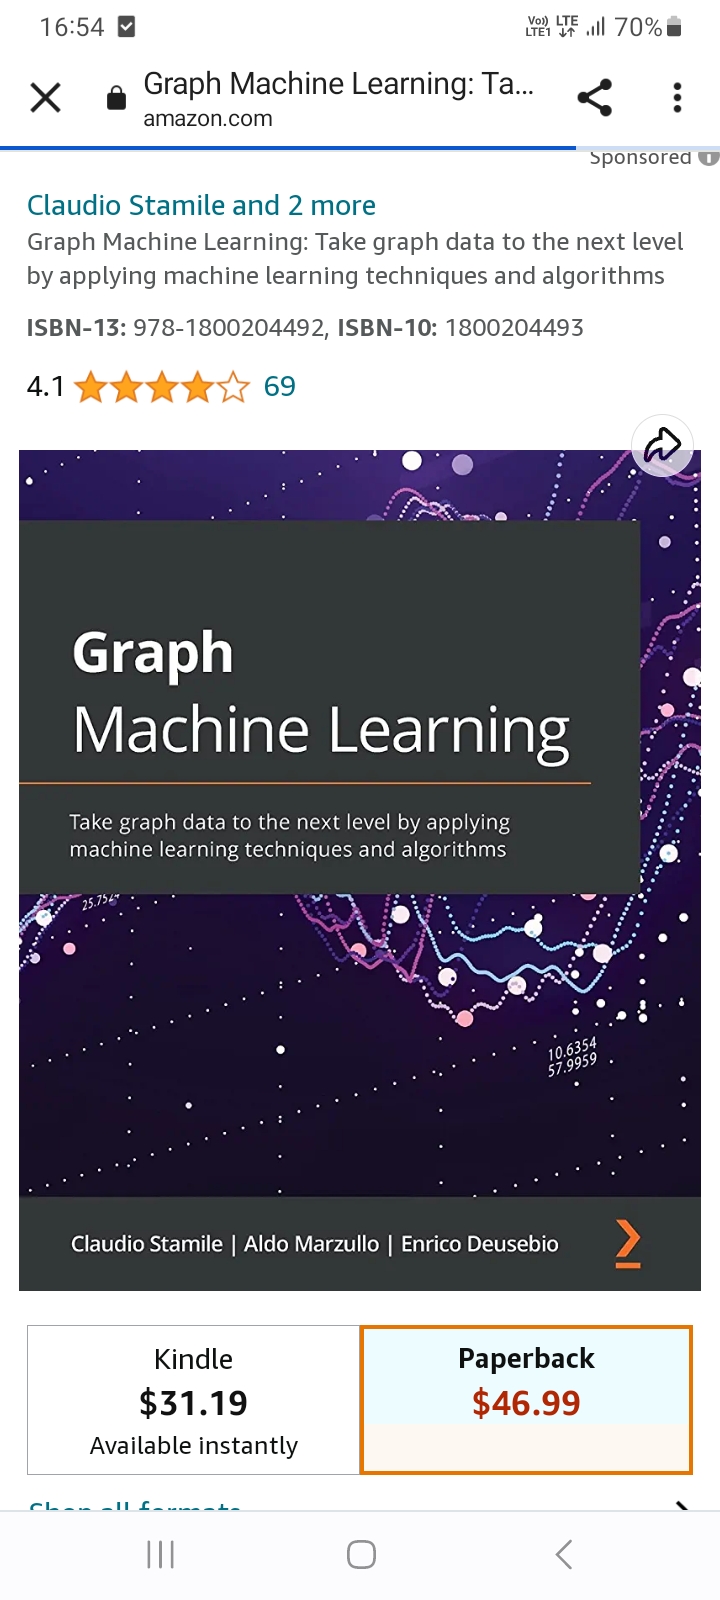 16:54
Vo)) LTE
LTE1
70%
Graph Machine Learning: Ta...
amazon.com
Sponsored
Claudio Stamile and 2 more
Graph Machine Learning: Take graph data to the next level
by applying machine learning techniques and algorithms
ISBN-13: 978-1800204492, ISBN-10: 1800204493
4.1 69
Graph
Machine Learning
Take graph data to the next level by applying
machine learning techniques and algorithms
10.6354
57.9959
Claudio Stamile | Aldo Marzullo | Enrico Deusebio
Kindle
$31.19
Available instantly
Paperback
$46.99
Shop all formats